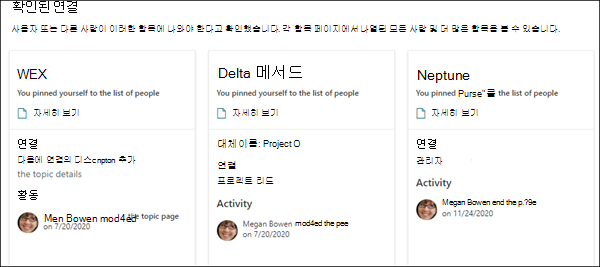 확인된 연결
사용자 또는 다른 사람이 이러한 항목에 나와야 한다고 확인했습니다. 각 항목 페이지에서 나열된 모든 사람 및 더 많은 항목을 볼 수 있습니다.
WEX
You pinned yourself to the list of people
자세히 보기
연결
다음에 연결의 디스cnpton 추가
the topic details
활동
Men Bowen mod4ed the topic page
on 7/20/2020
Delta 메서드
You pinned yourself to the list of people
자세히 보기
대체 이름: Project O
연결
프로젝트 리드
Activity
Megan Bowen mod4ed the pee
on 7/20/2020
Neptune
You pinned Purse"를 the list of people
자세히 보기
연결
관리자
Activity
Megan Bowen end the p.?9e
on 11/24/2020